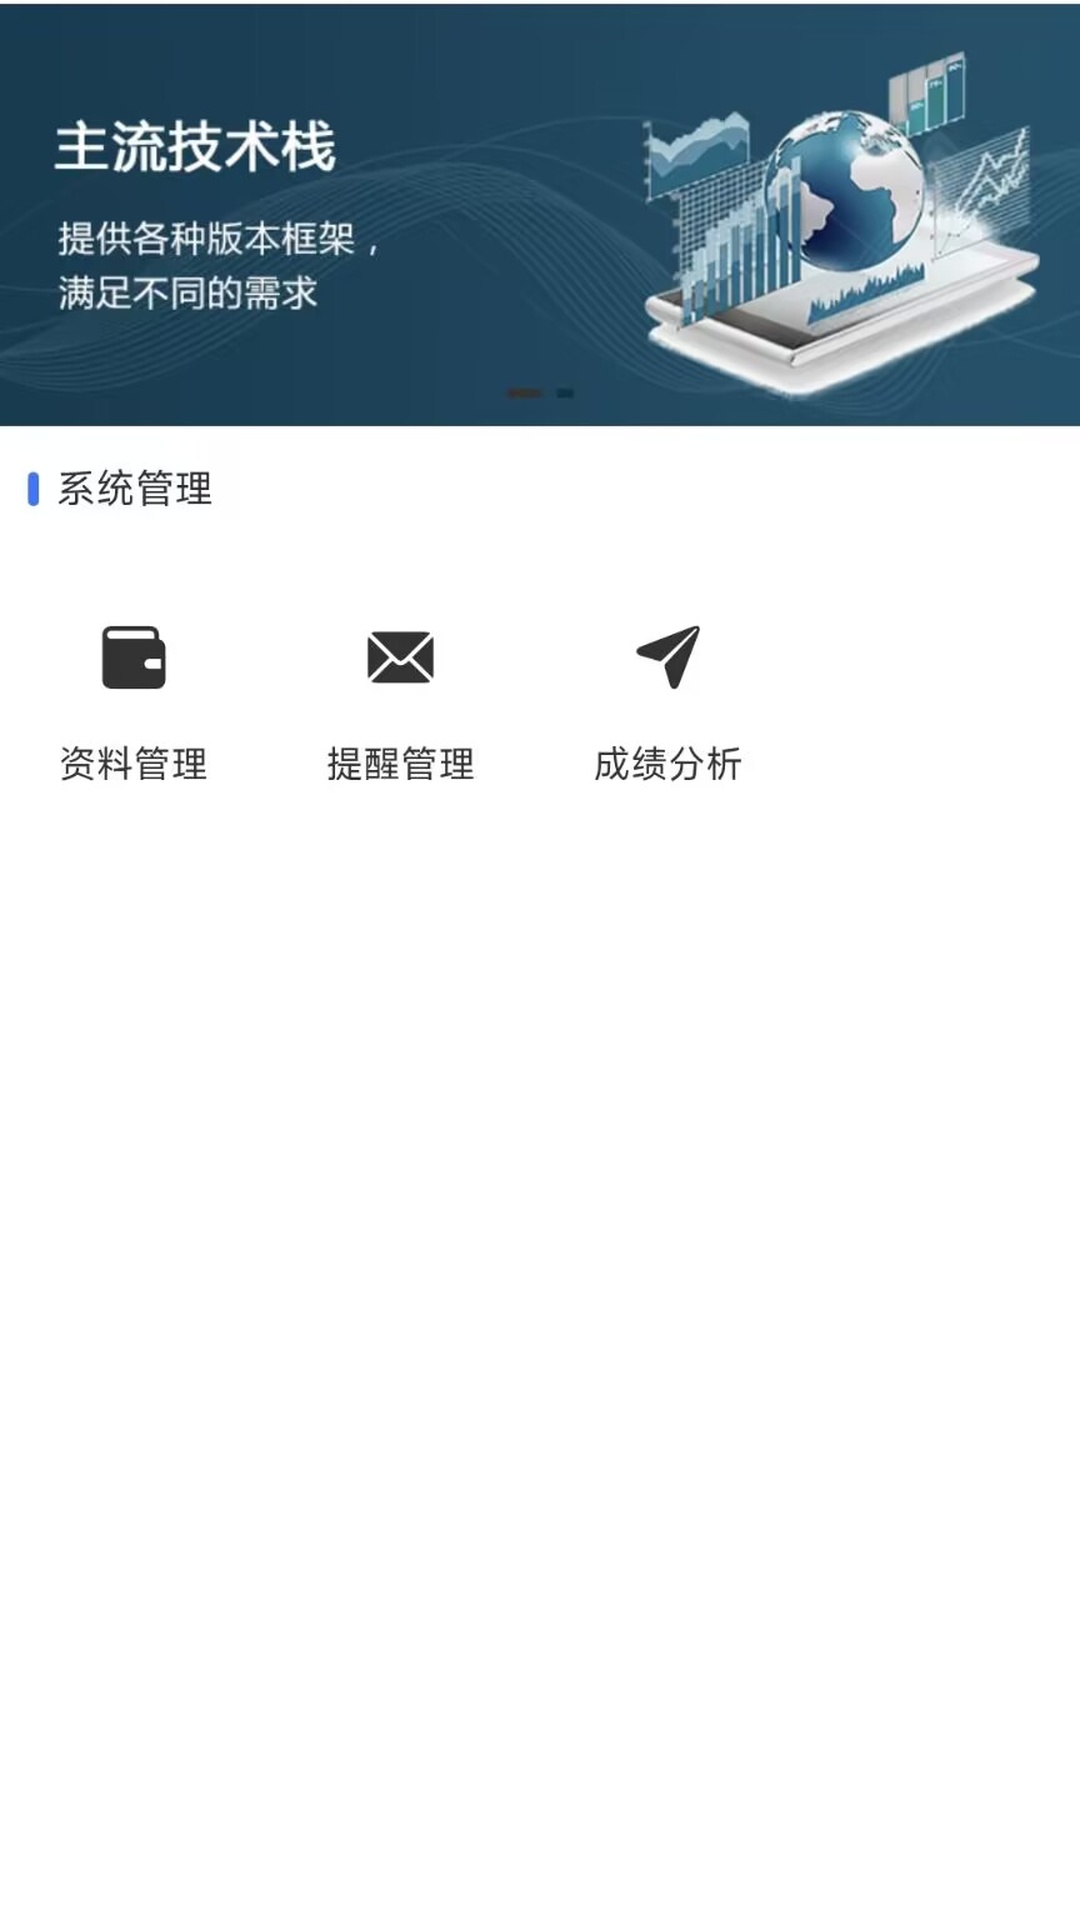 主流技术栈
提供各种版本框架，
满足不同的需求
系统管理
资料管理
提醒管理
成绩分析